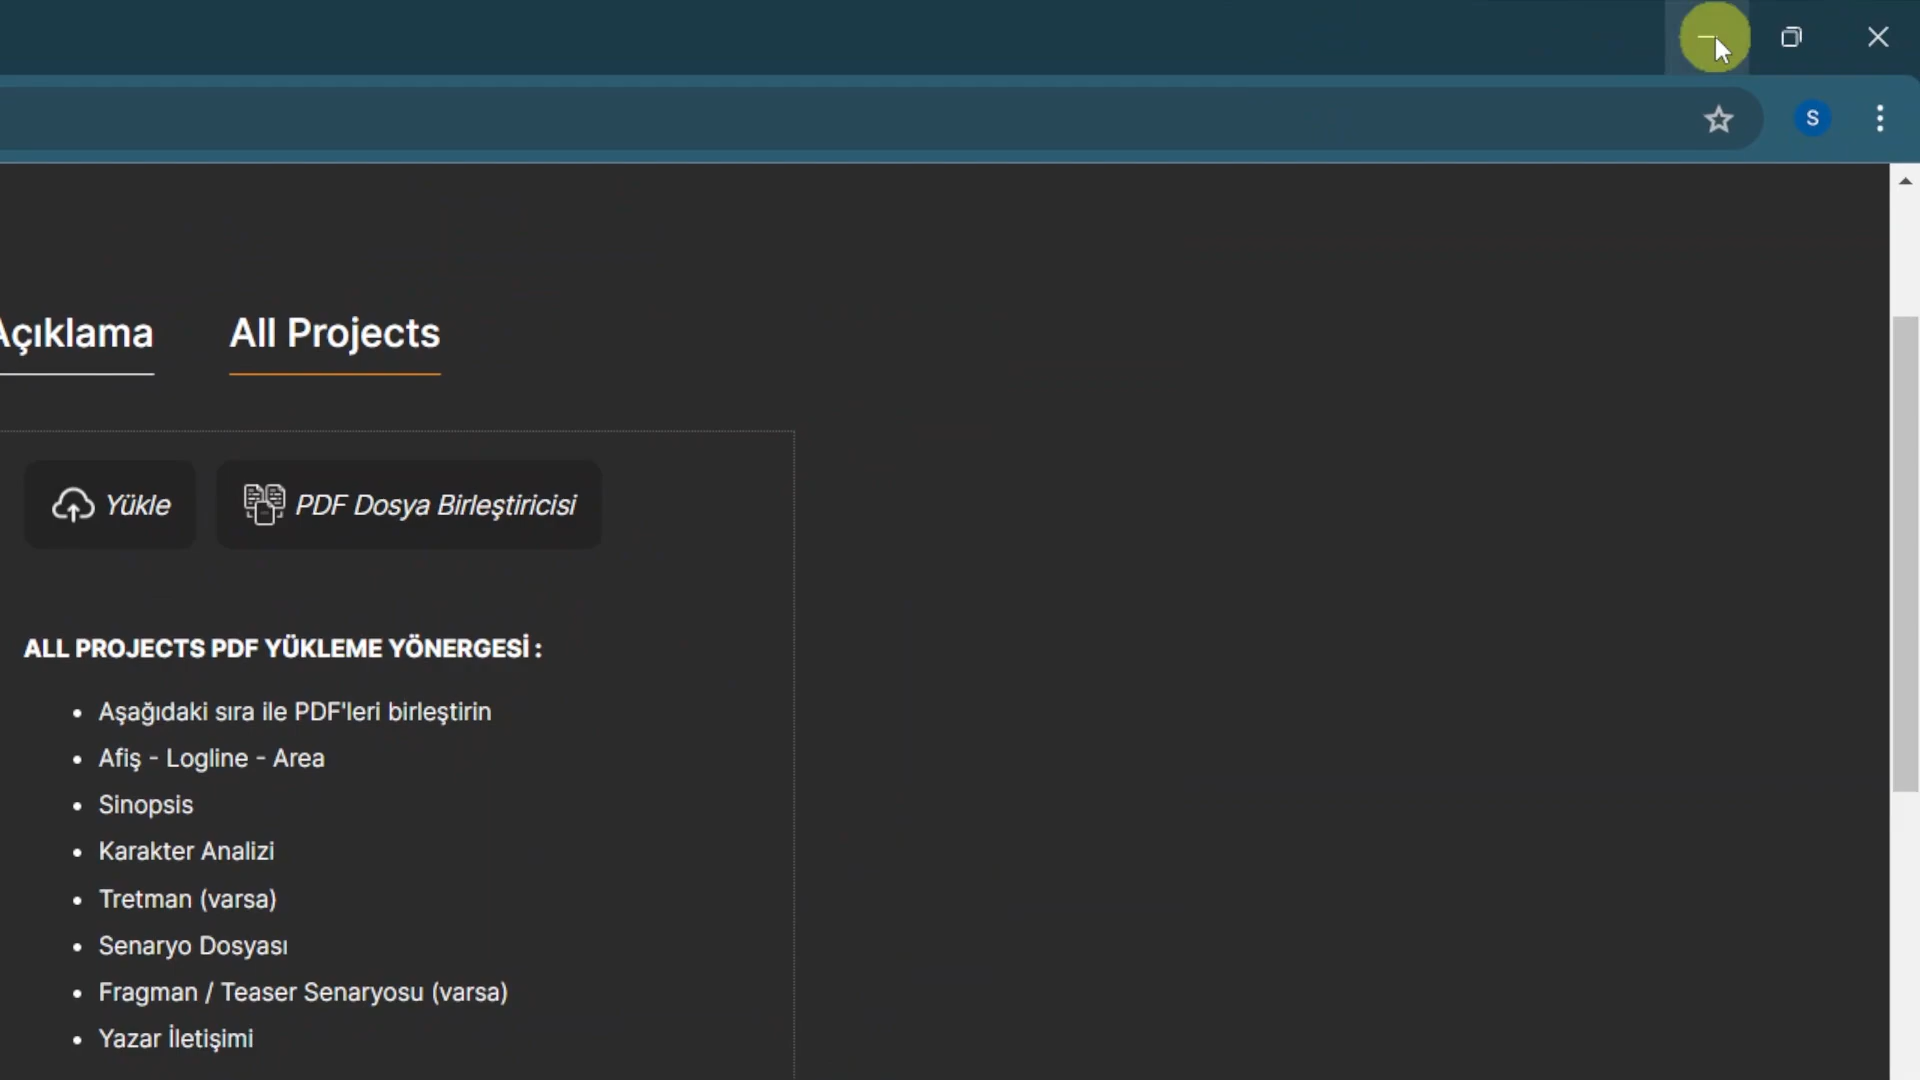 S
Açıklama
All Projects
Yükle
PDF Dosya Birleştiricisi
ALL PROJECTS PDF YÜKLEME YÖNERGESİ :
• Aşağıdaki sıra ile PDF'leri birleştirin
• Afiş - Logline - Area
• Sinopsis
• Karakter Analizi
• Tretman (varsa)
• Senaryo Dosyası
• Fragman / Teaser Senaryosu (varsa)
• Yazar İletişimi